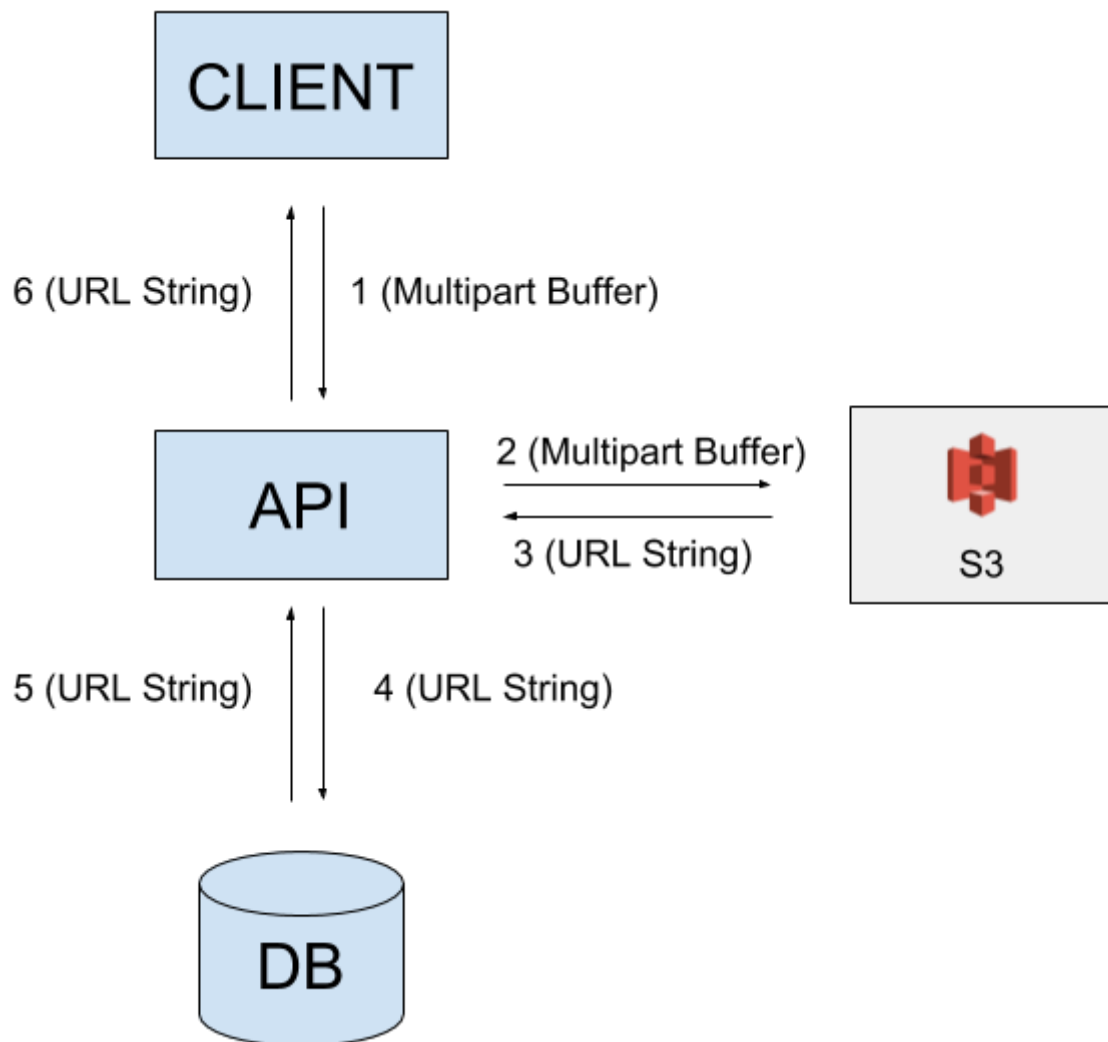 CLIENT
6 (URL String)
1 (Multipart Buffer)
API
2 (Multipart Buffer)
3 (URL String)
S3
5 (URL String)
4 (URL String)
DB